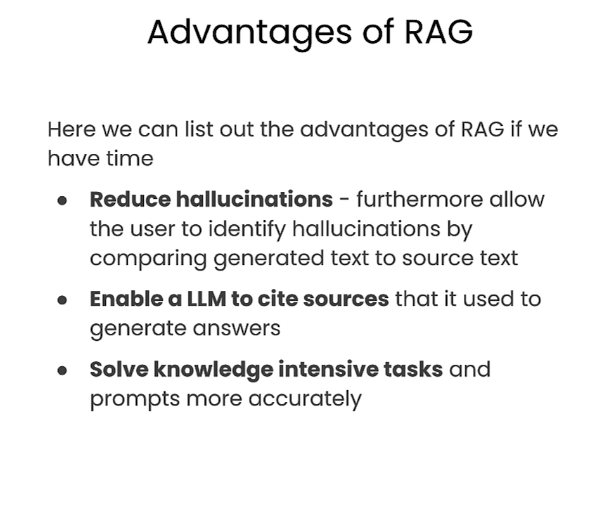 Advantages of RAG
Here we can list out the advantages of RAG if we
have time
● Reduce hallucinations - furthermore allow
the user to identify hallucinations by
comparing generated text to source text
● Enable a LLM to cite sources that it used to
generate answers
● Solve knowledge intensive tasks and
prompts more accurately